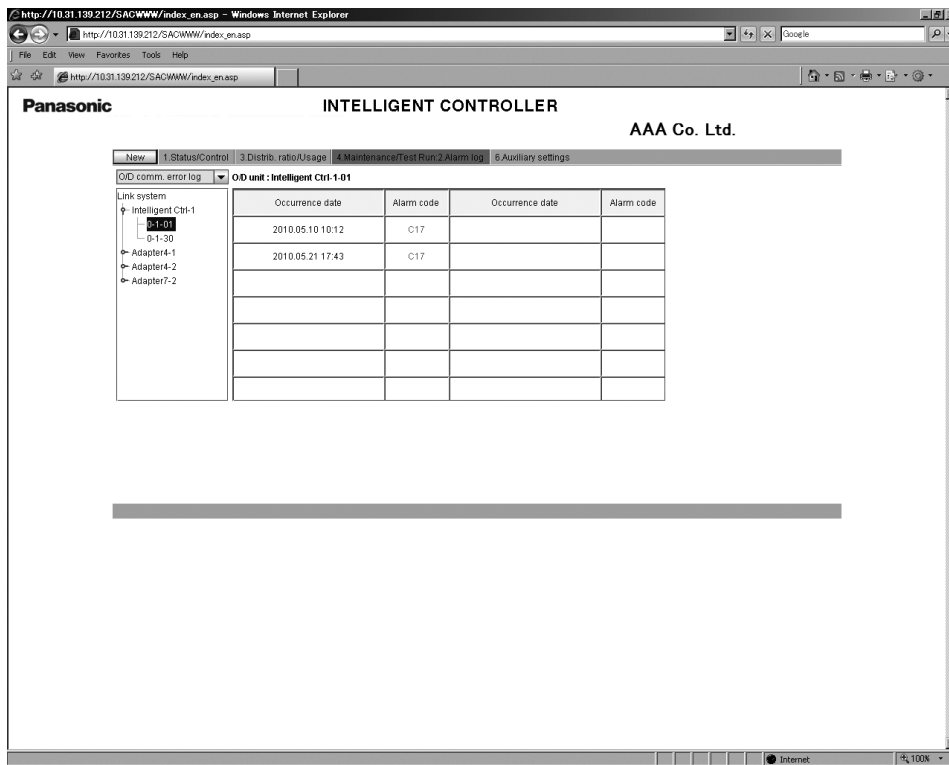 http://10.31.139.212/SACWWW/index_en.asp - Windows Internet Explorer
http://10.31.139.212/SACWWW/index_en.asp
Google
File Edit View Favorites Tools Help
http://10.31.139.212/SACWWW/index_en.asp
Panasonic
INTELLIGENT CONTROLLER
AAA Co. Ltd.
New 1.Status/Control 3.Distrib. ratio/Usage 4.Maintenance/Test Run:2.Alarm log 6.Auxiliary settings
O/D comm. error log O/D unit : Intelligent Ctrl-1-01
Link system
Intelligent Ctrl-1
0-1-01
0-1-30
Adapter4-1
Adapter4-2
Adapter7-2
Occurrence date Alarm code Occurrence date Alarm code
2010.05.10 10:12 C17
2010.05.21 17:43 C17
Internet 100%